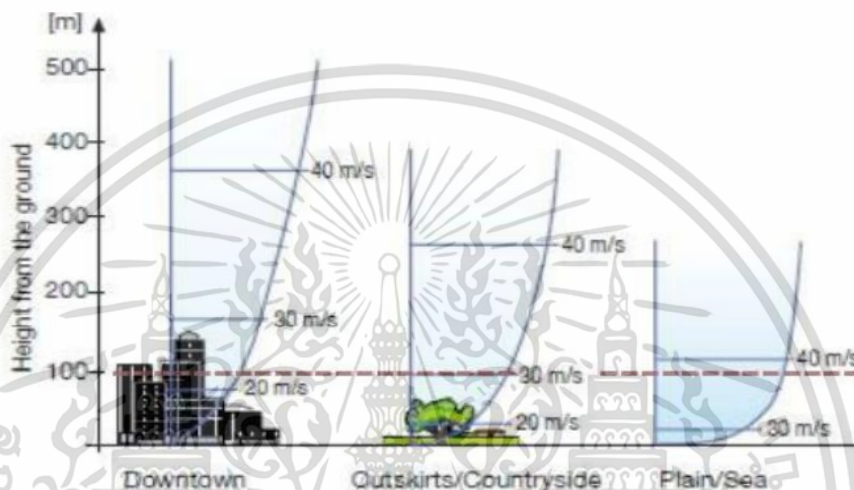 [m]
500
400
300
200
100
Height from the ground
40 m/s
30 m/s
20 m/s
40 m/s
30 m/s
20 m/s
40 m/s
30 m/s
Downtown
Outskirts/Countryside
Plain/Sea